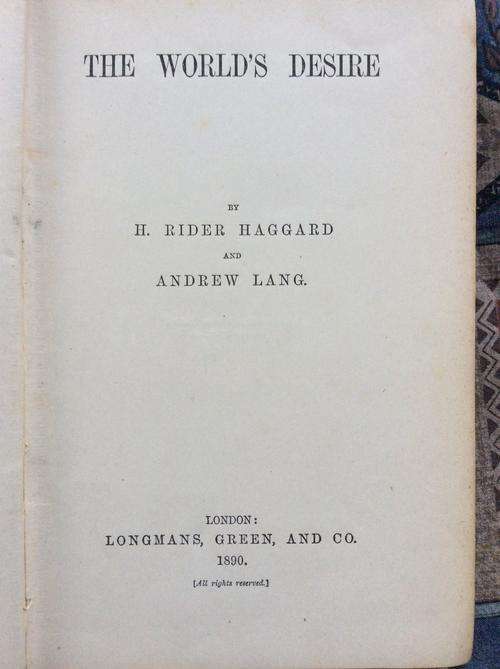 THE WORLD'S DESIRE
BY
H. RIDER HAGGARD
AND
ANDREW LANG.
LONDON:
LONGMANS, GREEN, AND CO.
1890.
[All rights reserved.]